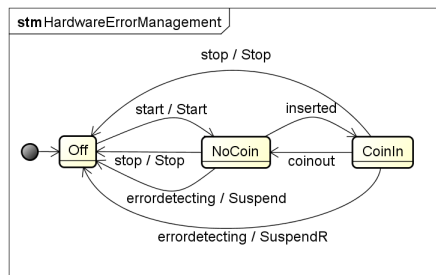 stm HardwareErrorManagement
stop / Stop
start / Start
inserted
Off
NoCoin
CoinIn
stop / Stop
coinout
errordetecting / Suspend
errordetecting / SuspendR